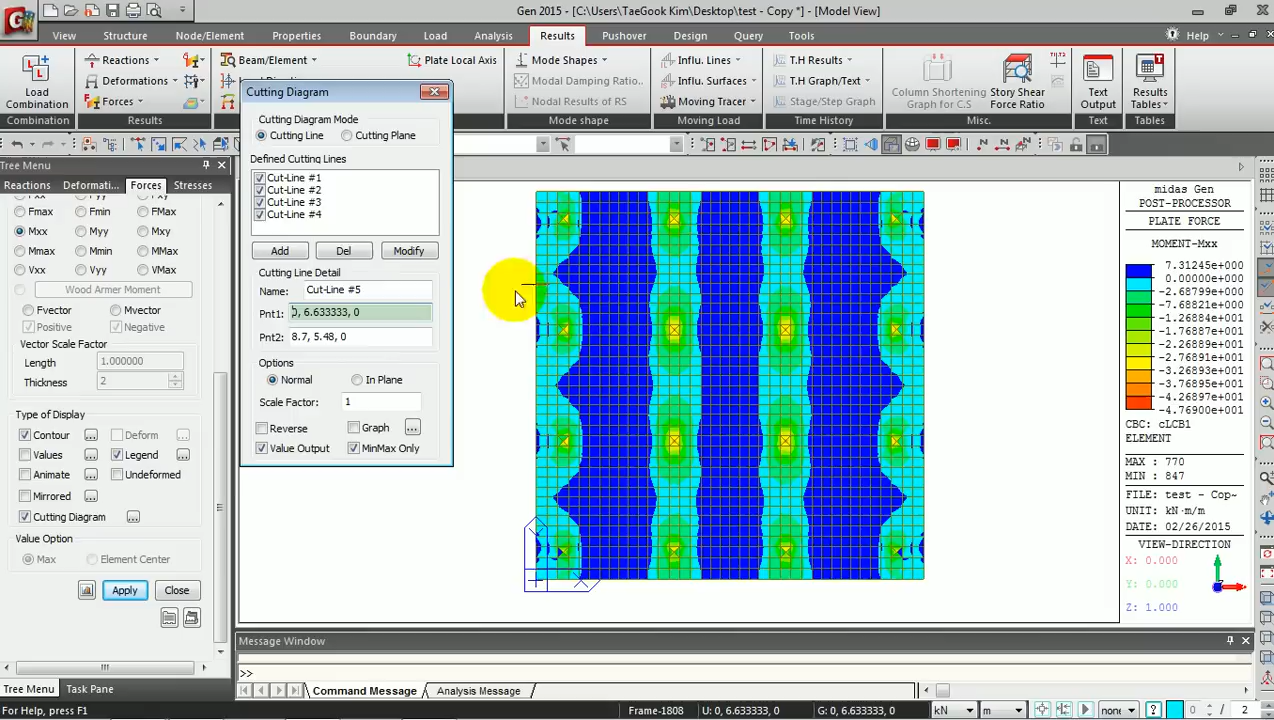 Gen 2015 - [C:\Users\TaeGook Kim\Desktop\test - Copy *] - [Model View]
View Structure Node/Element Properties Boundary Load Analysis Results Pushover Design Query Tools Help
Load Combination
Combination
Reactions
Deformations
Forces
Results
Beam/Element
Plate Local Axis
Mode Shapes
Modal Damping Ratio..
Nodal Results of RS
Mode shape
Influ. Lines
Influ. Surfaces
Moving Tracer
Moving Load
T.H Results
T.H Graph/Text
Stage/Step Graph
Time History
Column Shortening Graph for C.S
Story Shear Force Ratio
Misc.
Text Output
Text
Results Tables
Tables
Tree Menu
Reactions Deformati... Forces Stresses
Fmax Fmin FMax
Mxx Myy Mxy
Mmax Mmin MMax
Vxx Vyy VMax
Wood Armer Moment
Fvector Mvector
Positive Negative
Vector Scale Factor
Length 1.000000
Thickness 2
Type of Display
Contour ... Deform ...
Values ... Legend ...
Animate ... Undeformed
Mirrored ...
Cutting Diagram ...
Value Option
Max Element Center
Apply Close
Tree Menu Task Pane
Cutting Diagram
Cutting Diagram Mode
Cutting Line Cutting Plane
Defined Cutting Lines
Cut-Line #1
Cut-Line #2
Cut-Line #3
Cut-Line #4
Add Del Modify
Cutting Line Detail
Name: Cut-Line #5
Pnt1: 0, 6.633333, 0
Pnt2: 8.7, 5.48, 0
Options
Normal In Plane
Scale Factor: 1
Reverse Graph ...
Value Output MinMax Only
midas Gen
POST-PROCESSOR
PLATE FORCE
MOMENT-Mxx
7.31245e+000
0.00000e+000
-2.68799e+000
-7.68821e+000
-1.26884e+001
-1.76887e+001
-2.26889e+001
-2.76891e+001
-3.26893e+001
-3.76895e+001
-4.26897e+001
-4.76900e+001
CBC: cLCB1
ELEMENT
MAX : 770
MIN : 847
FILE: test - Cop~
UNIT: kN·m/m
DATE: 02/26/2015
VIEW-DIRECTION
X: 0.000
Y: 0.000
Z: 1.000
Message Window
>>
Command Message Analysis Message
For Help, press F1
Frame-1808
U: 0, 6.633333, 0
G: 0, 6.633333, 0
kN
m
none
0 / 2